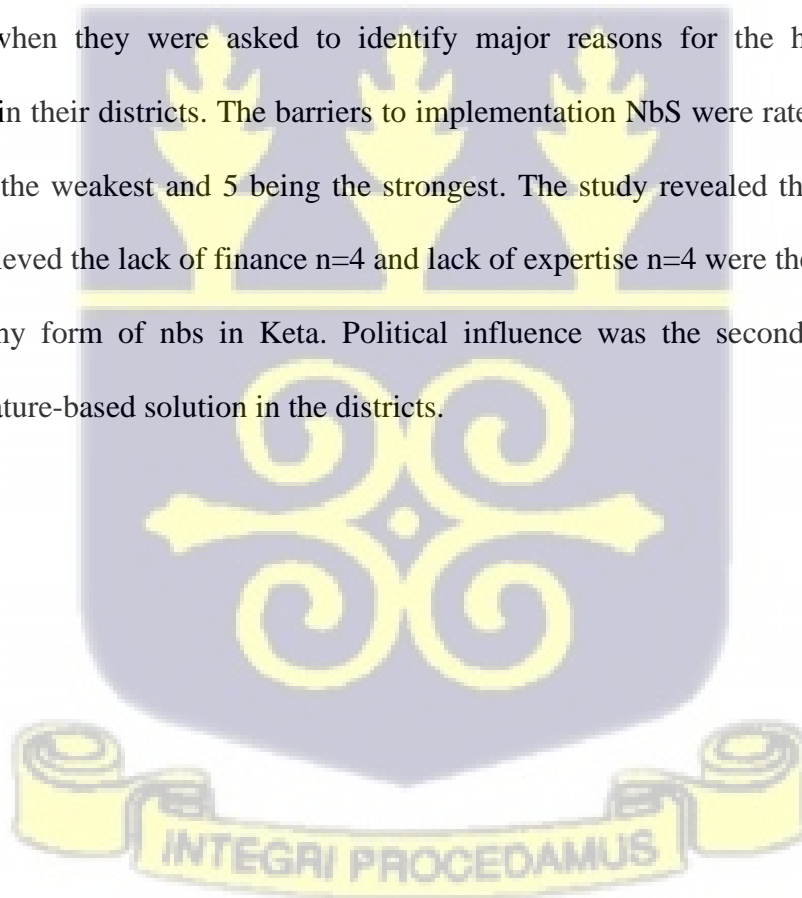 when they were asked to identify major reasons for the h
in their districts. The barriers to implementation NbS were rate
the weakest and 5 being the strongest. The study revealed th
ieved the lack of finance n=4 and lack of expertise n=4 were the
ny form of nbs in Keta. Political influence was the second
ature-based solution in the districts.
INTEGRI PROCEDAMUS